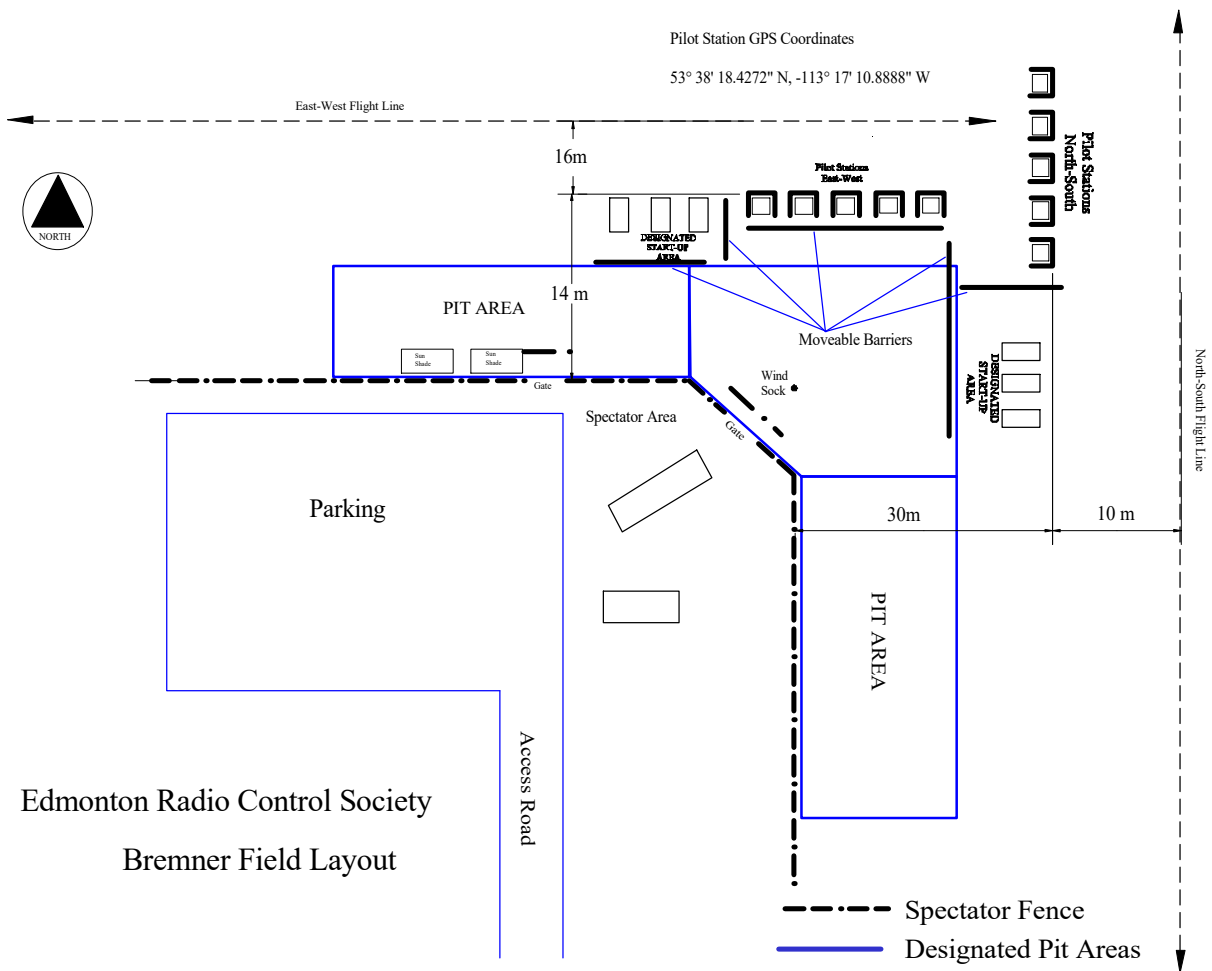 Pilot Station GPS Coordinates
53° 38' 18.4272" N, -113° 17' 10.8888" W
East-West Flight Line
16m
Pilot Stations
East-West
Pilot Stations
North-South
NORTH
DESIGNATED
START-UP
AREA
14 m
PIT AREA
Moveable Barriers
Sun
Shade
Sun
Shade
Gate
Wind
Sock
DESIGNATED
START-UP
AREA
North-South Flight Line
Spectator Area
Gate
Parking
30m
10 m
PIT AREA
Access Road
Edmonton Radio Control Society
Bremner Field Layout
Spectator Fence
Designated Pit Areas